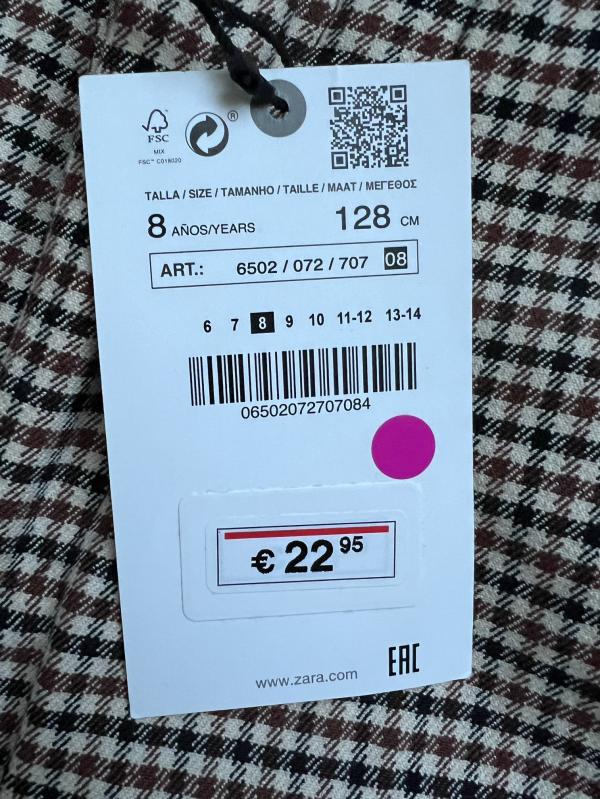 ®
FSC
MIX
FSC™ C018020
TALLA / SIZE / TAMANHO / TAILLE / MAAT / ΜΕΓΕΘΟΣ
8 AÑOS/YEARS 128 CM
ART.: 6502 / 072 / 707 08
6 7 8 9 10 11-12 13-14
06502072707084
€ 22 95
EAC
www.zara.com